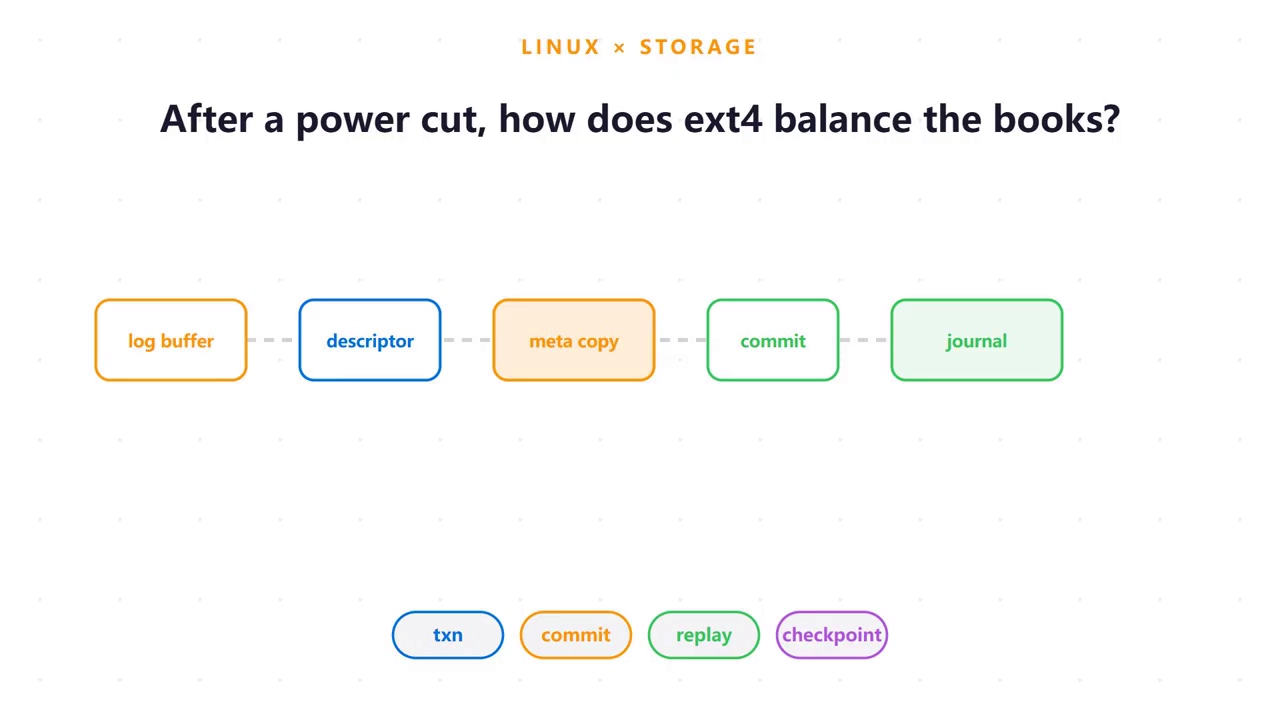 LINUX × STORAGE
After a power cut, how does ext4 balance the books?
log buffer
descriptor
meta copy
commit
journal
txn
commit
replay
checkpoint